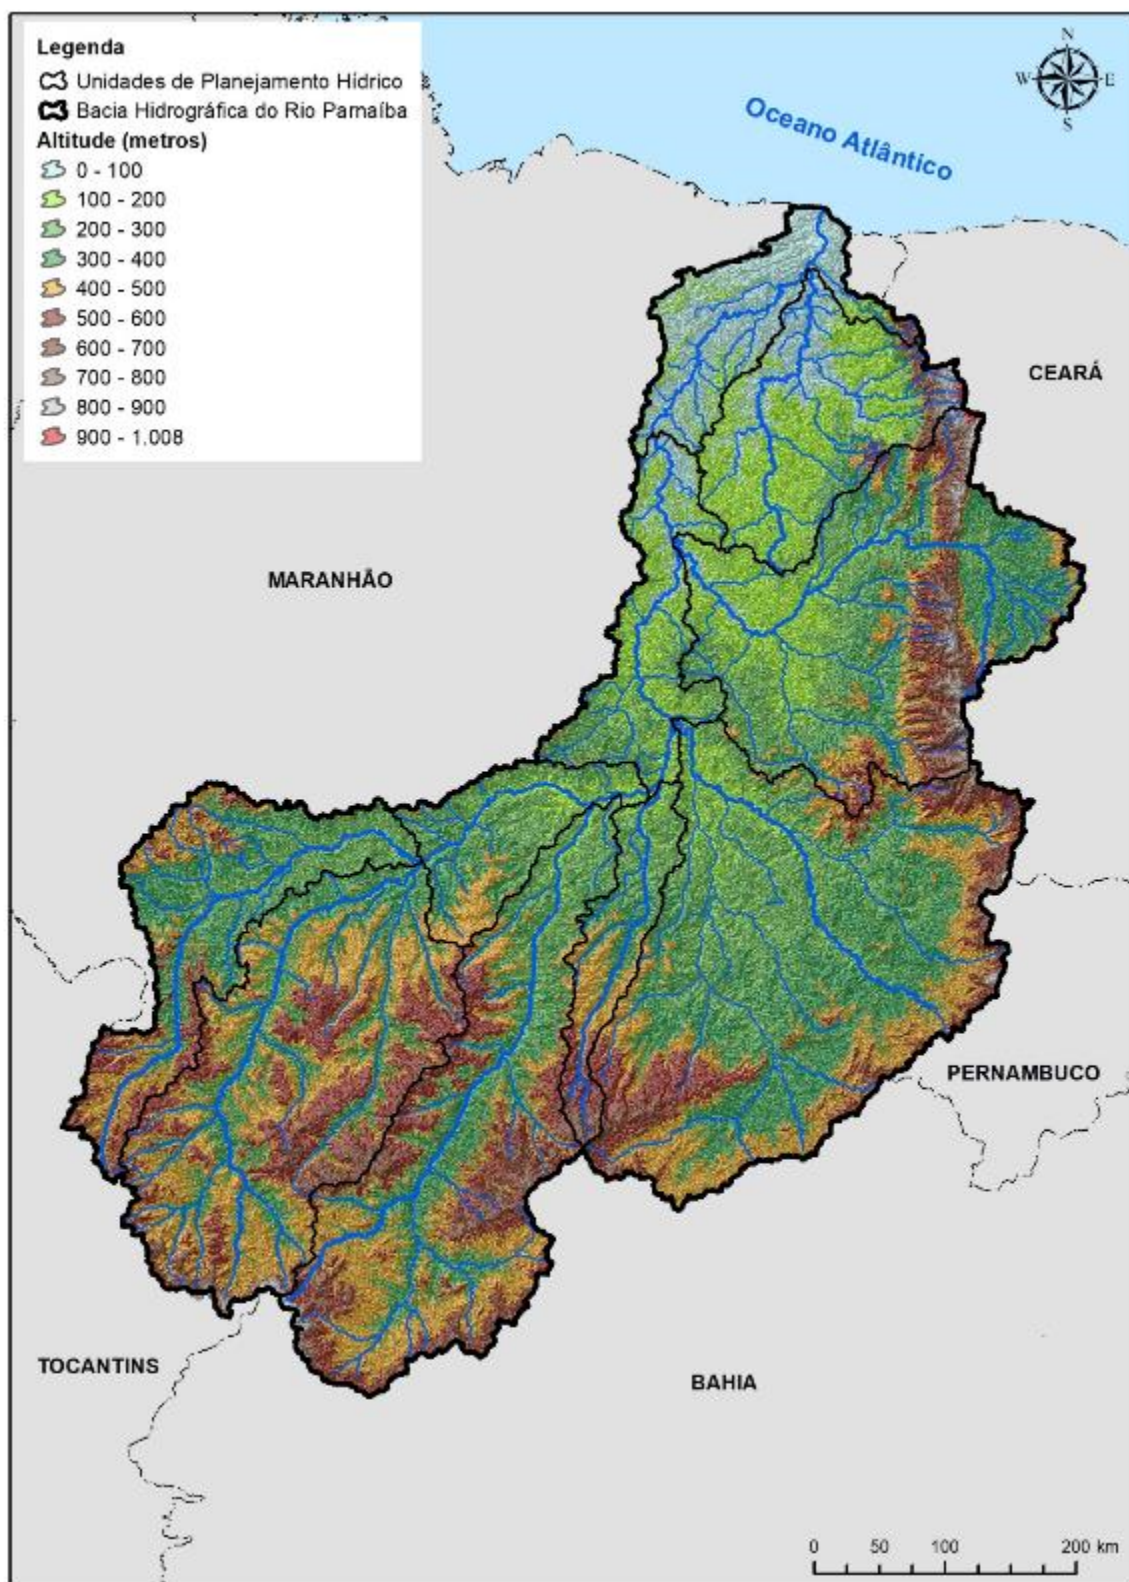 Legenda
Unidades de Planejamento Hídrico
Bacia Hidrográfica do Rio Parnaíba
Altitude (metros)
0 - 100
100 - 200
200 - 300
300 - 400
400 - 500
500 - 600
600 - 700
700 - 800
800 - 900
900 - 1.008
N
W
E
S
Oceano Atlântico
CEARÁ
MARANHÃO
PERNAMBUCO
TOCANTINS
BAHIA
0 50 100 200 km